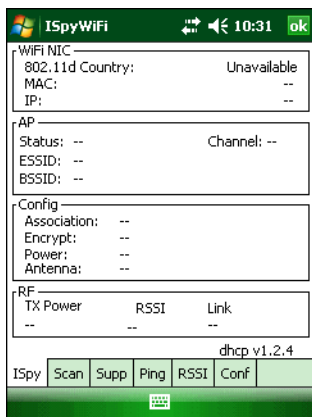 ISpyWiFi 10:31 ok
WiFi NIC
802.11d Country: Unavailable
MAC: --
IP: --
AP
Status: -- Channel: --
ESSID: --
BSSID: --
Config
Association: --
Encrypt: --
Power: --
Antenna: --
RF
TX Power RSSI Link
-- -- --
dhcp v1.2.4
ISpy Scan Supp Ping RSSI Conf